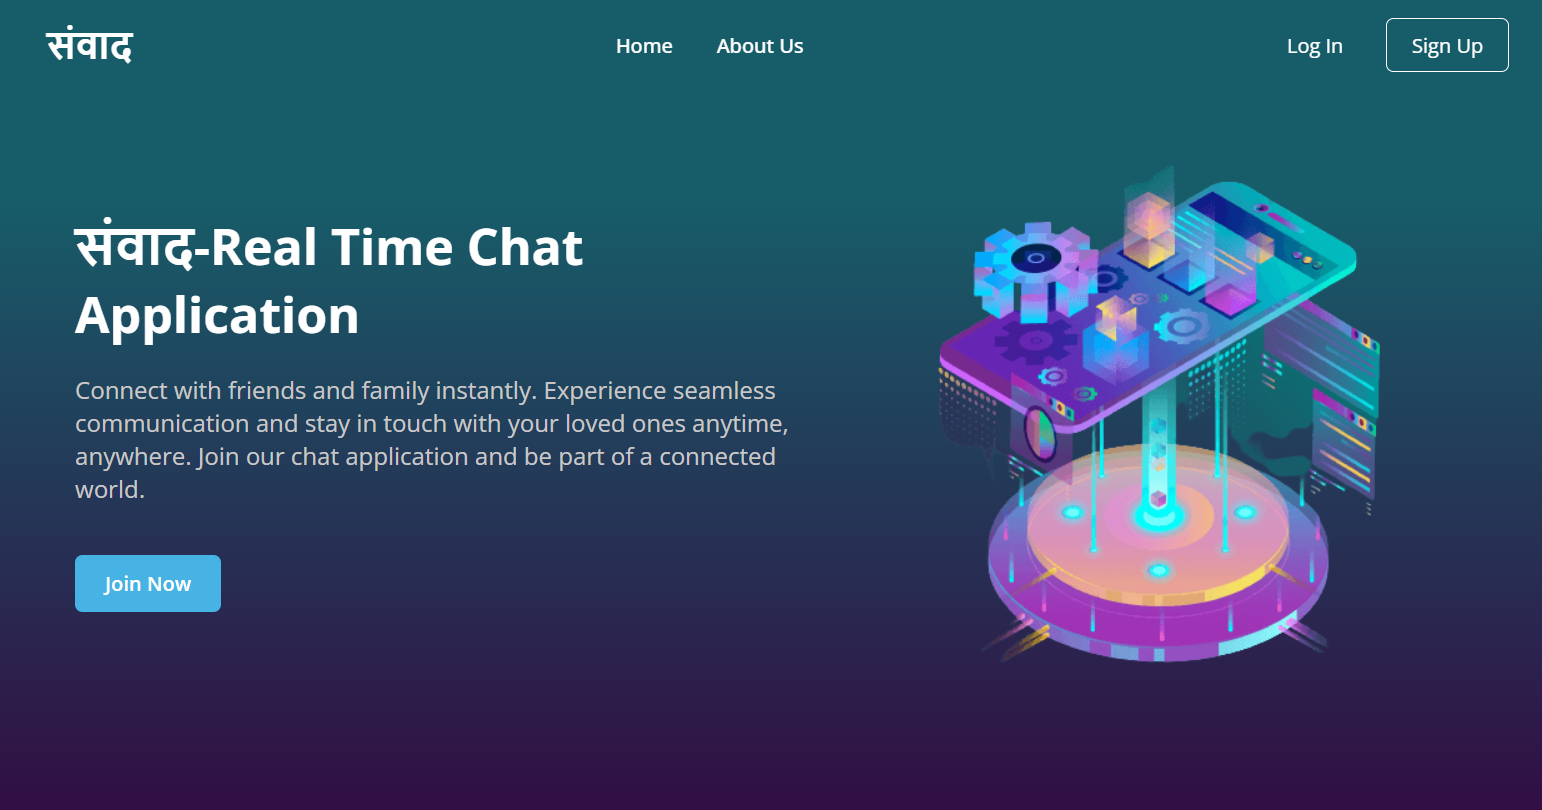 संवाद
Home
About Us
Log In
Sign Up
संवाद-Real Time Chat
Application
Connect with friends and family instantly. Experience seamless
communication and stay in touch with your loved ones anytime,
anywhere. Join our chat application and be part of a connected
world.
Join Now